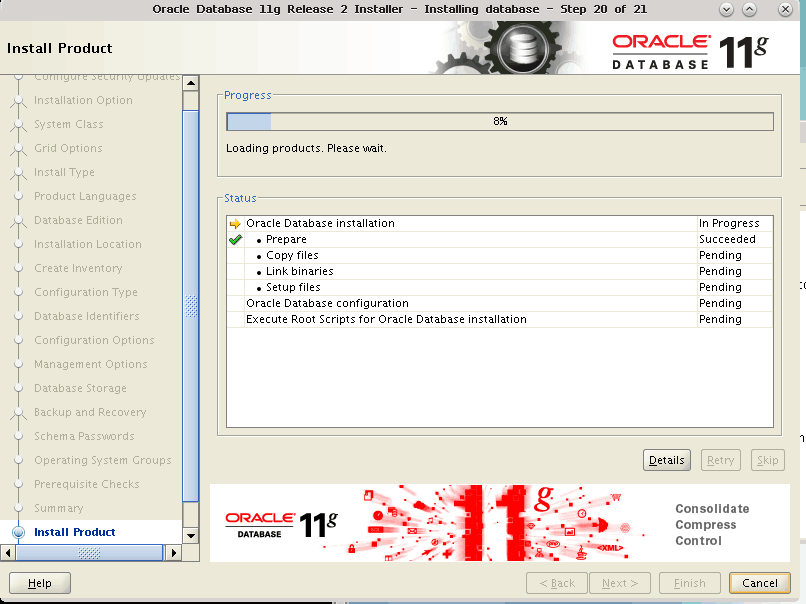 Oracle Database 11g Release 2 Installer - Installing database - Step 20 of 21
Install Product
ORACLE
DATABASE 11g
Configure Security Updates
Installation Option
System Class
Grid Options
Install Type
Product Languages
Database Edition
Installation Location
Create Inventory
Configuration Type
Database Identifiers
Configuration Options
Management Options
Database Storage
Backup and Recovery
Schema Passwords
Operating System Groups
Prerequisite Checks
Summary
Install Product
Progress
8%
Loading products. Please wait.
Status
Oracle Database installation In Progress
• Prepare Succeeded
• Copy files Pending
• Link binaries Pending
• Setup files Pending
Oracle Database configuration Pending
Execute Root Scripts for Oracle Database installation Pending
Details Retry Skip
ORACLE
DATABASE 11g
11g
<XML>
Consolidate
Compress
Control
Help < Back Next > Finish Cancel